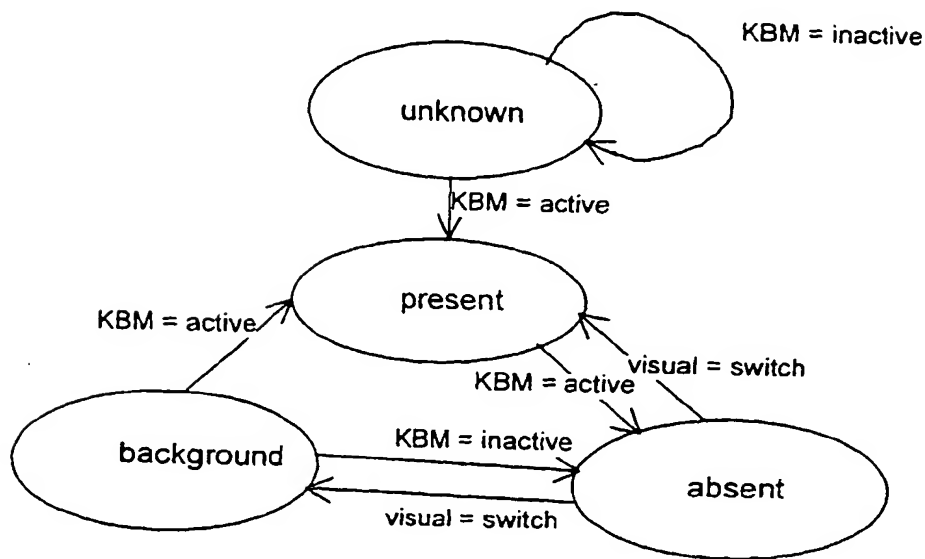 KBM = inactive
unknown
KBM = active
present
KBM = active
visual = switch
KBM = active
KBM = inactive
background
absent
visual = switch